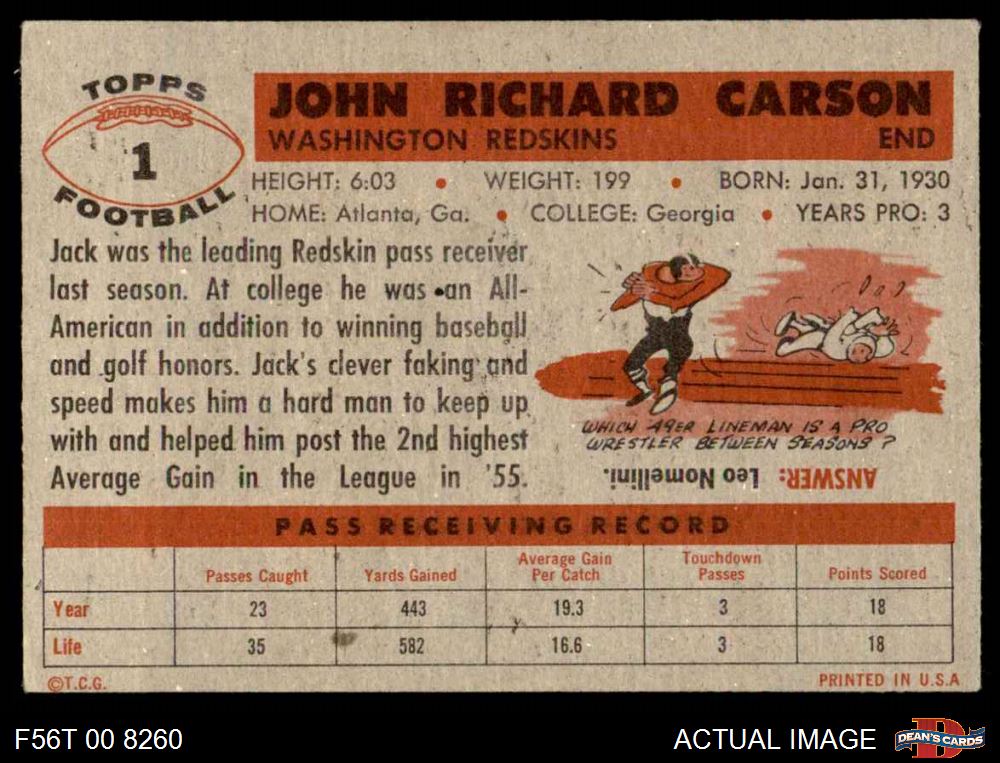 TOPPS
1
FOOTBALL
JOHN RICHARD CARSON
WASHINGTON REDSKINS END
HEIGHT: 6:03 • WEIGHT: 199 • BORN: Jan. 31, 1930
HOME: Atlanta, Ga. • COLLEGE: Georgia • YEARS PRO: 3
Jack was the leading Redskin pass receiver
last season. At college he was an All-
American in addition to winning baseball
and golf honors. Jack's clever faking and
speed makes him a hard man to keep up
with and helped him post the 2nd highest
Average Gain in the League in '55.
WHICH 49ER LINEMAN IS A PRO
WRESTLER BETWEEN SEASONS?
ANSWER: Leo Nomellini.
PASS RECEIVING RECORD
Passes Caught Yards Gained Average Gain Per Catch Touchdown Passes Points Scored
Year 23 443 19.3 3 18
Life 35 582 16.6 3 18
©T.C.G. PRINTED IN U.S.A
F56T 00 8260 ACTUAL IMAGE DEAN'S CARDS